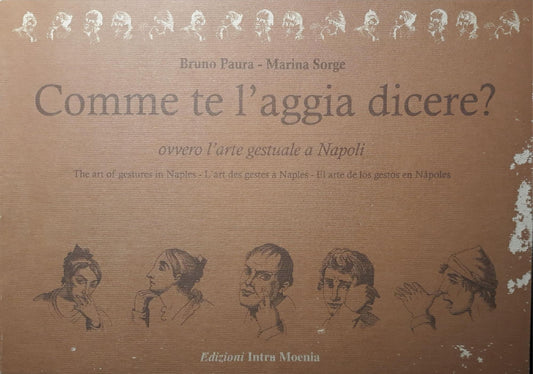 Bruno Paura - Marina Sorge
Comme te l'aggia dicere?
ovvero l'arte gestuale a Napoli
The art of gestures in Naples - L'art des gestes à Naples - El arte de los gestos en Nápoles
Edizioni Intra Moenia